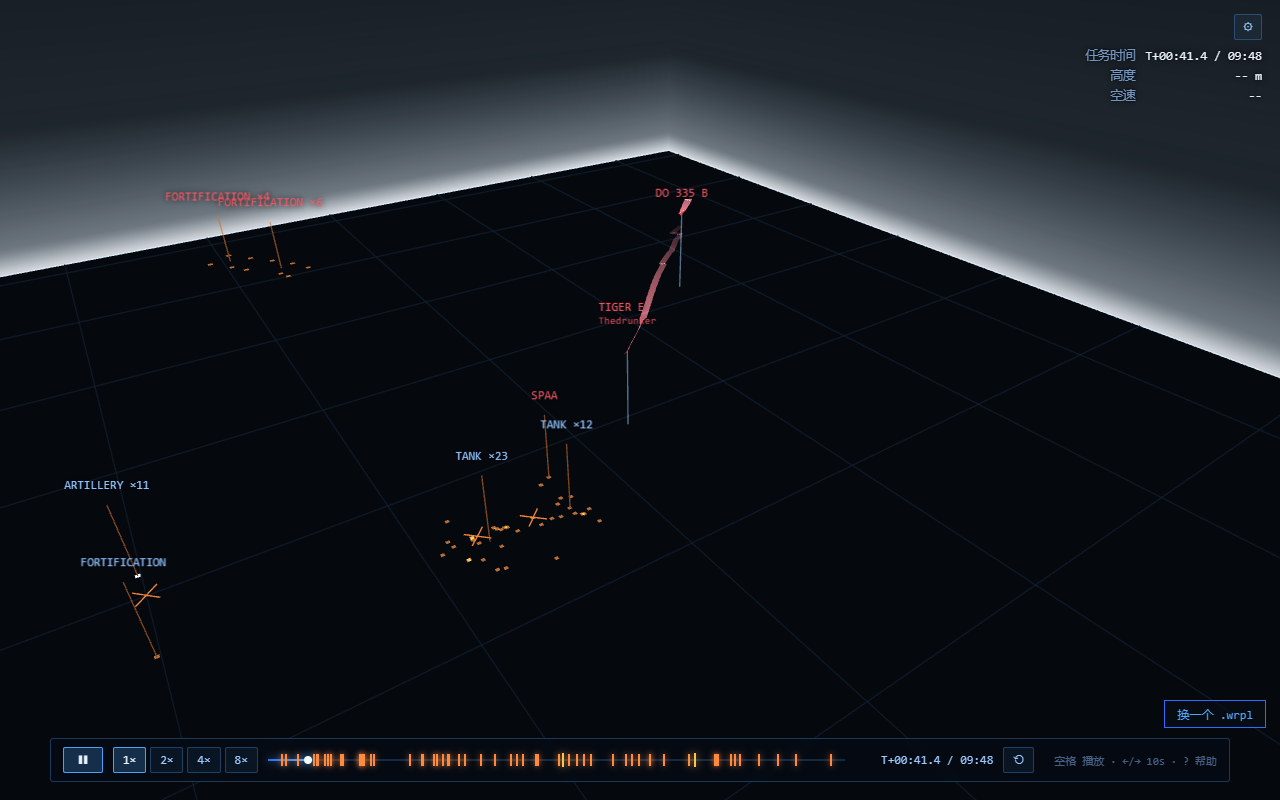 ⚙
任务时间 T+00:41.4 / 09:48
高度 -- m
空速 --
DO 335 B
FORTIFICATION ×4
FORTIFICATION
TIGER E
Thedrunker
SPAA
TANK ×12
TANK ×23
ARTILLERY ×11
FORTIFICATION
换一个 .wrpl
1× 2× 4× 8× T+00:41.4 / 09:48 空格 播放 · ←/→ 10s · ? 帮助